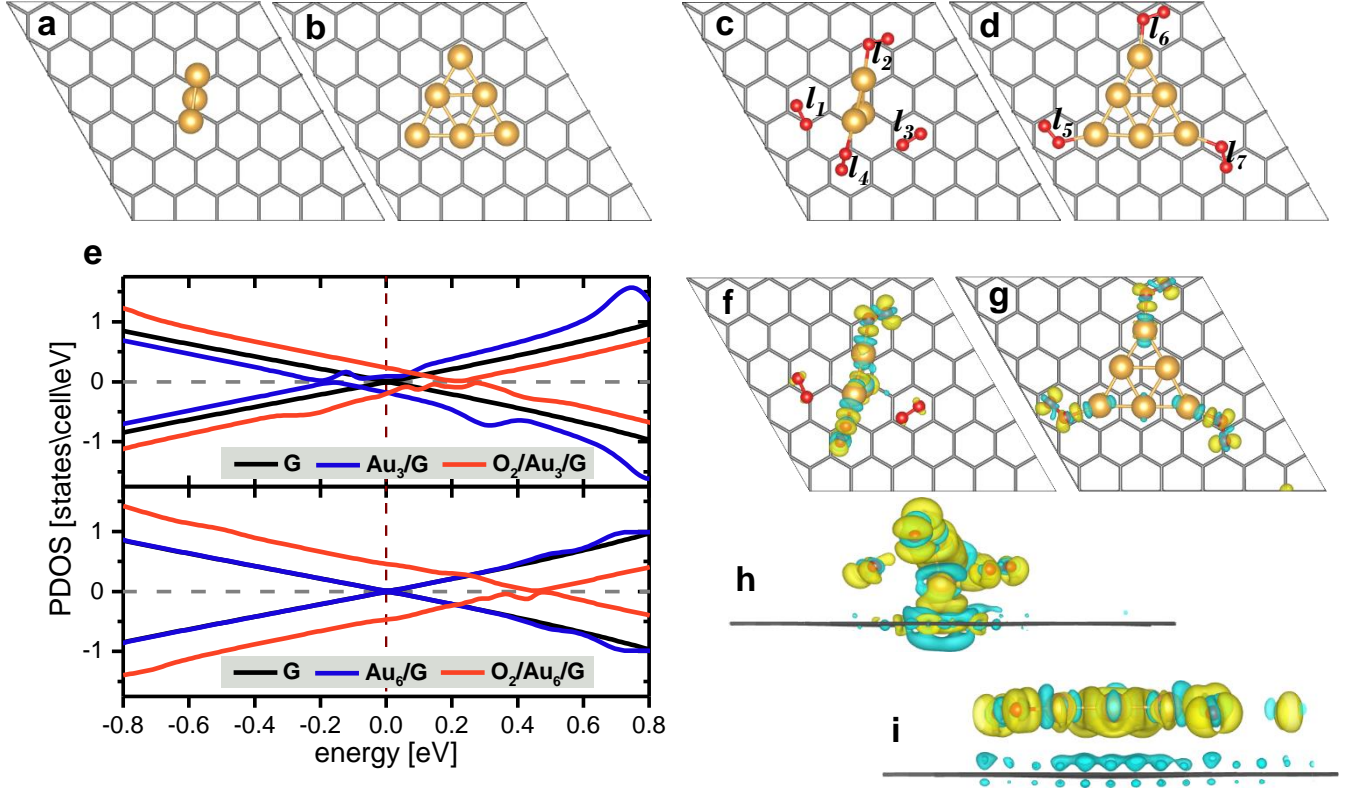 a b c d
l₁ l₂ l₃ l₄ l₅ l₆ l₇
e
PDOS [states\cell\eV]
1
0
-1
G Au₃/G O₂/Au₃/G
1
0
-1
G Au₆/G O₂/Au₆/G
-0.8 -0.6 -0.4 -0.2 0.0 0.2 0.4 0.6 0.8
energy [eV]
f g
h
i